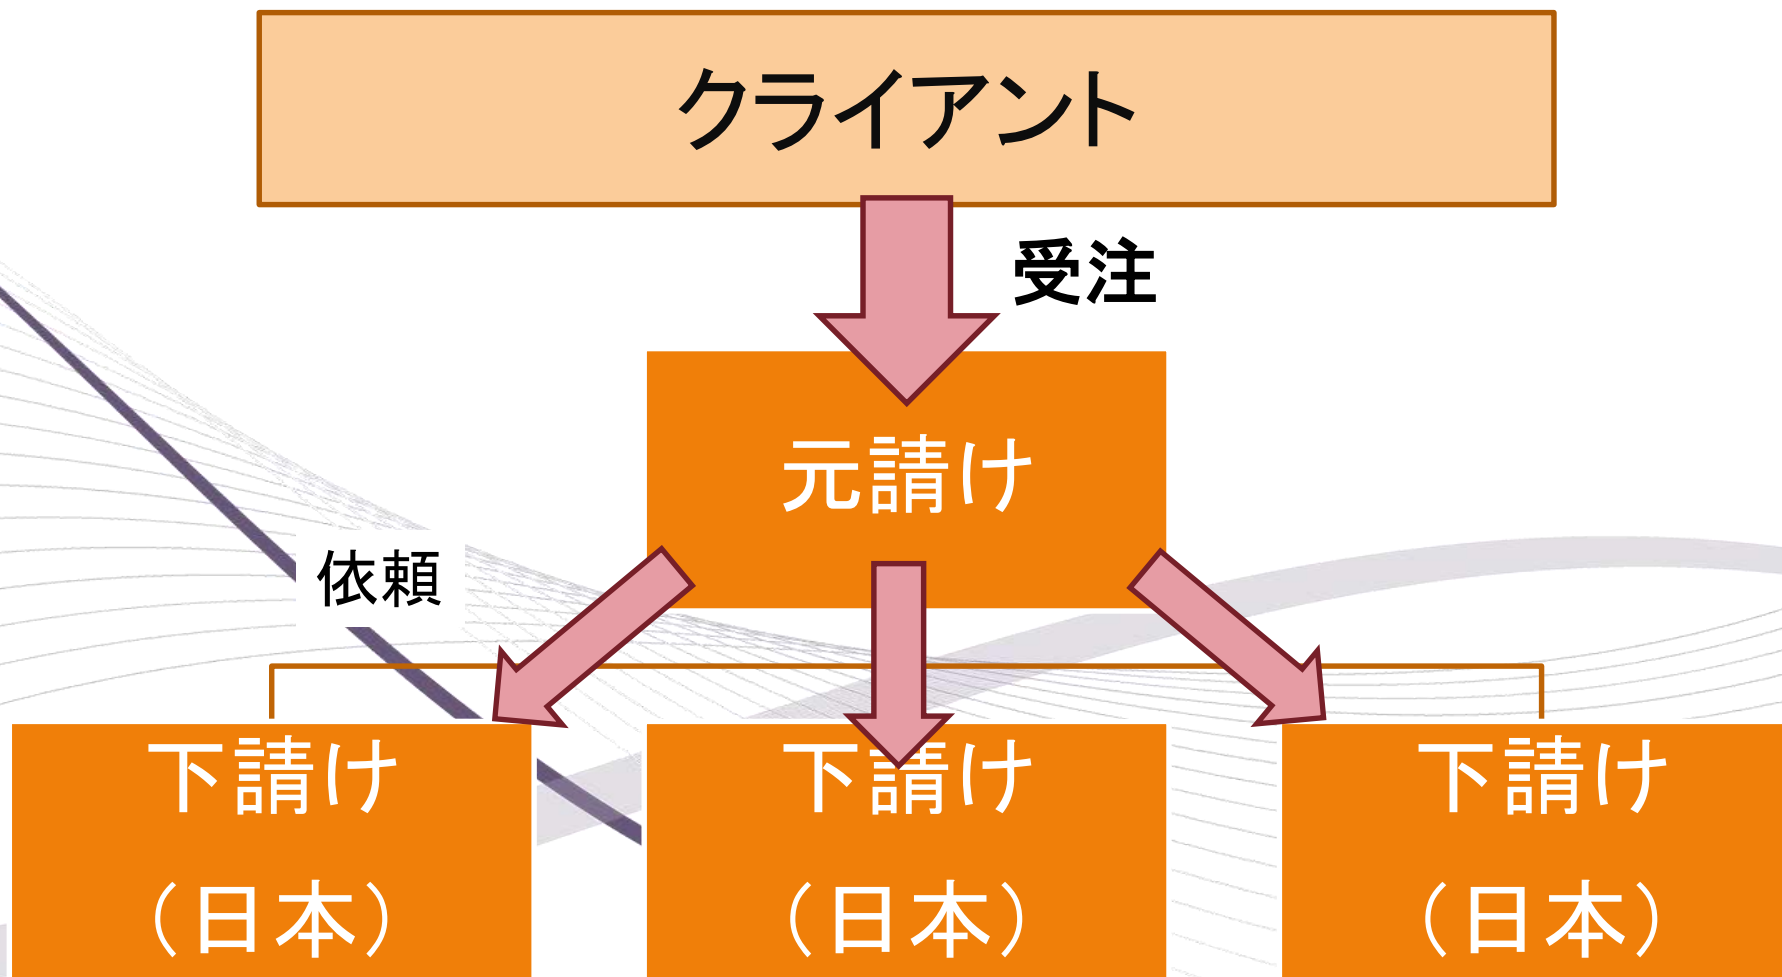 クライアント
受注
元請け
依頼
下請け
（日本）
下請け
（日本）
下請け
（日本）